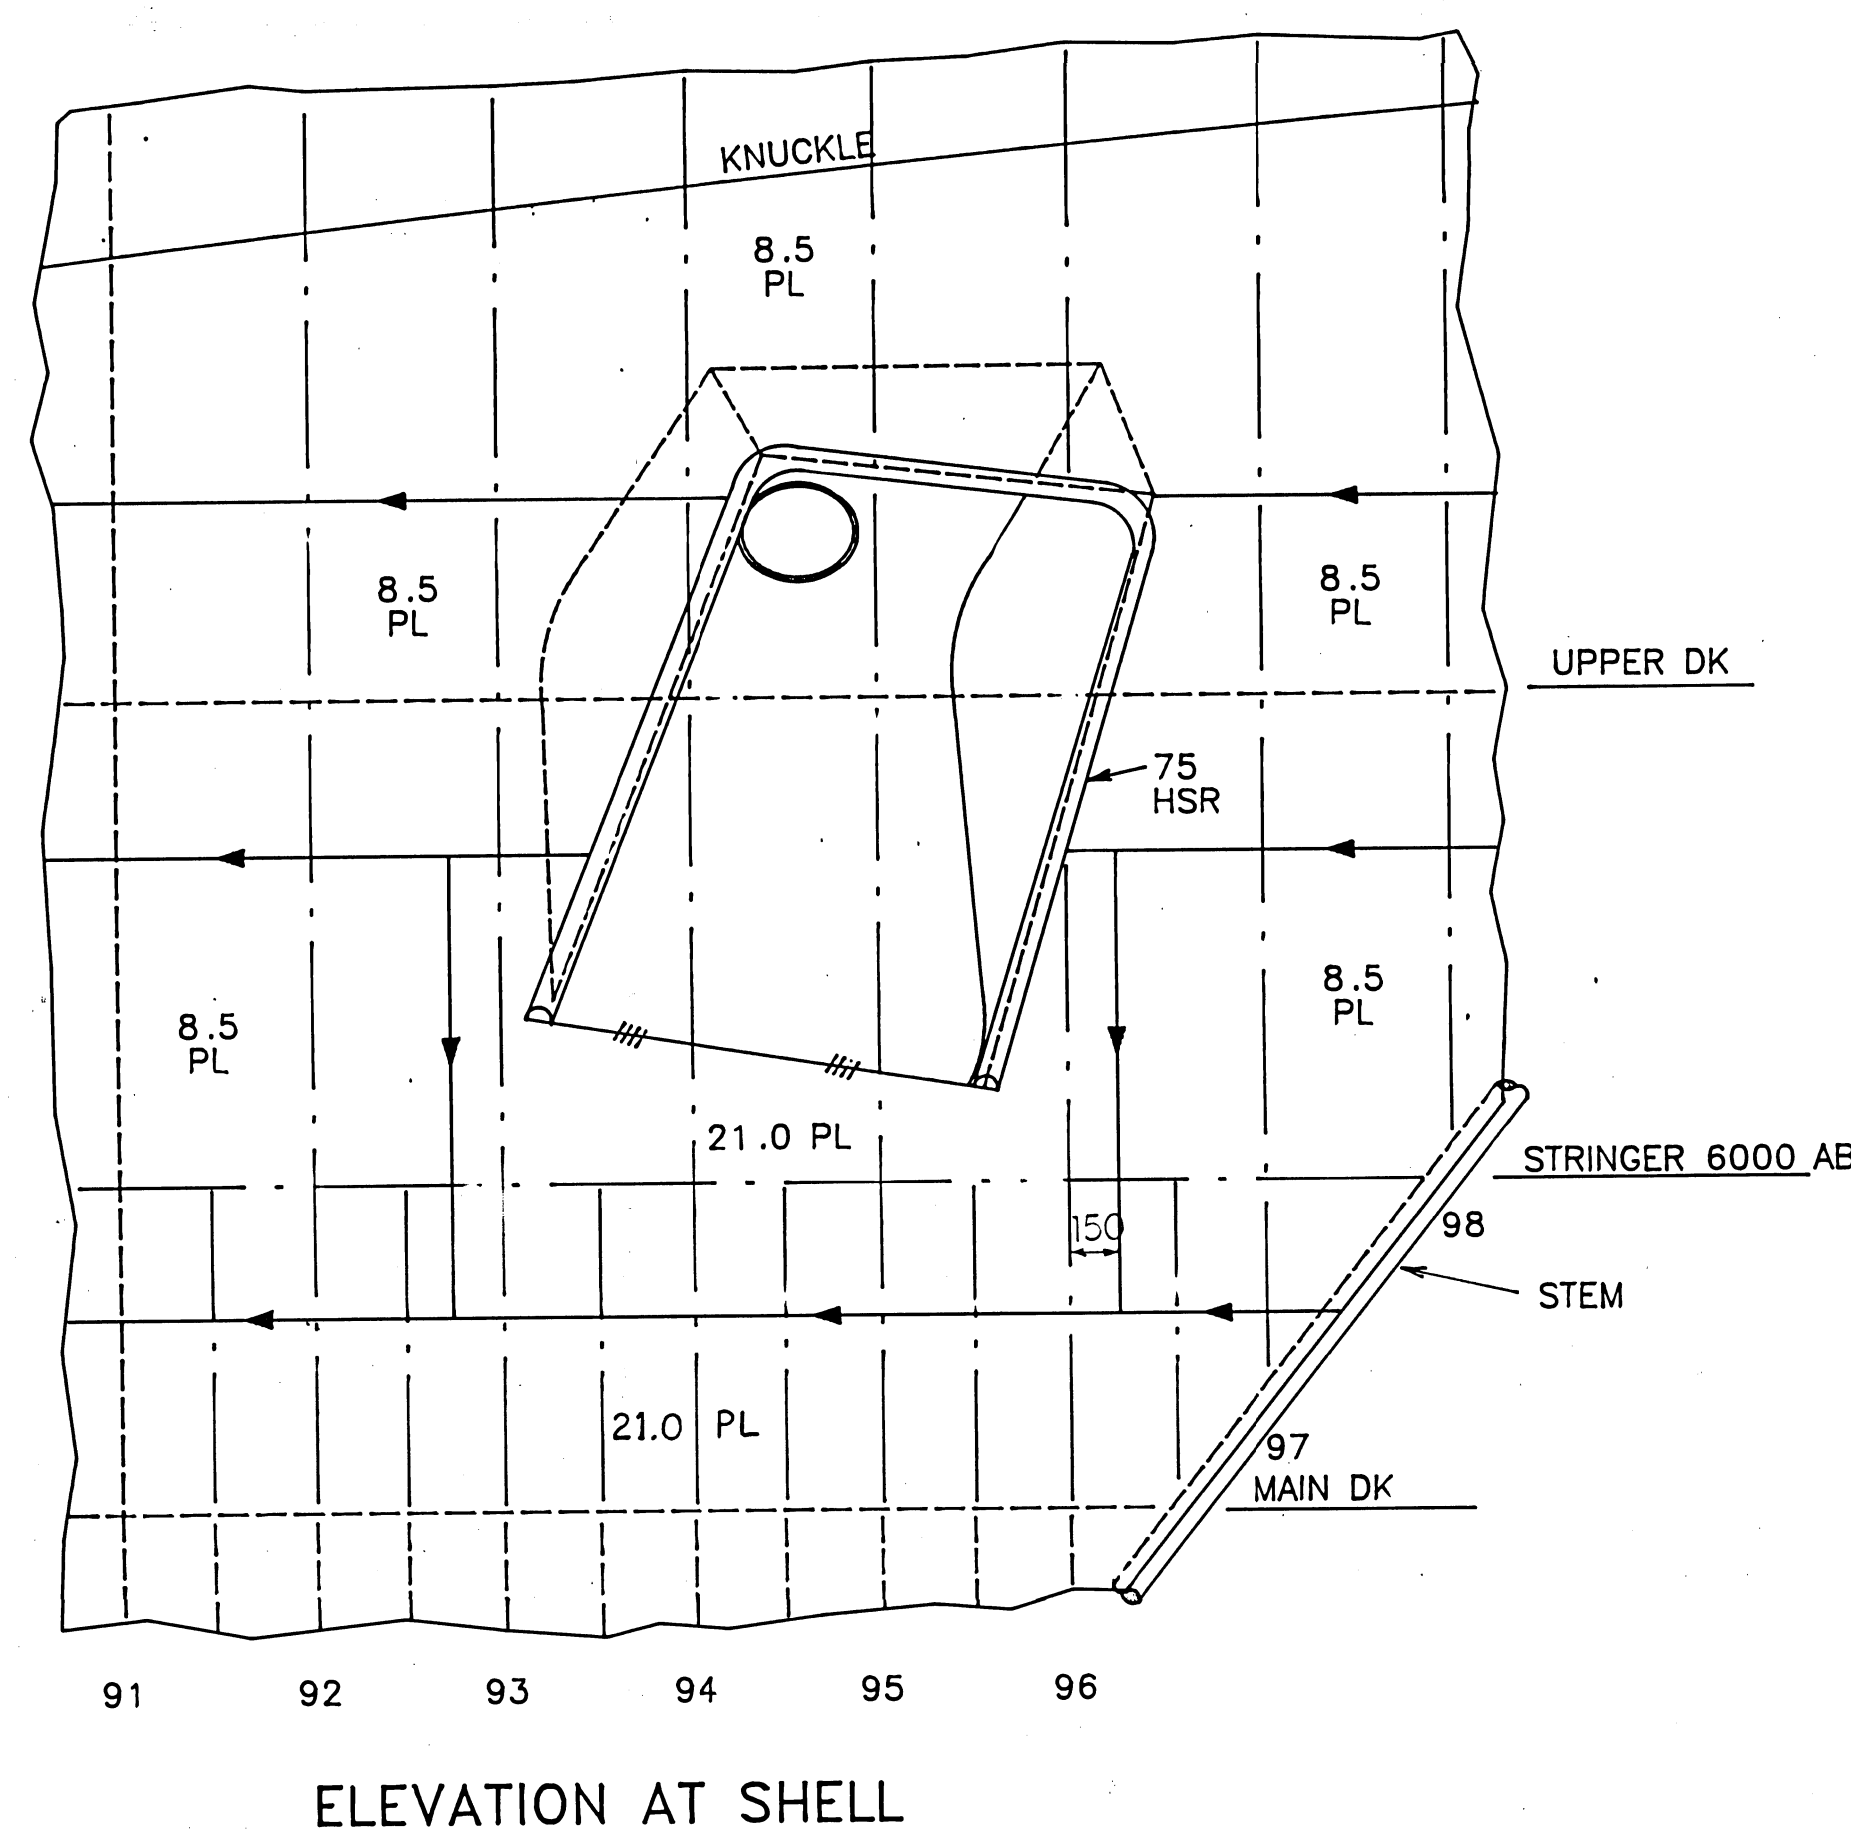 KNUCKLE
8.5
PL
8.5
PL
8.5
PL
UPPER DK
75
HSR
8.5
PL
8.5
PL
21.0 PL
STRINGER 6000 AB
150
98
STEM
21.0 PL
97
MAIN DK
91 92 93 94 95 96
ELEVATION AT SHELL